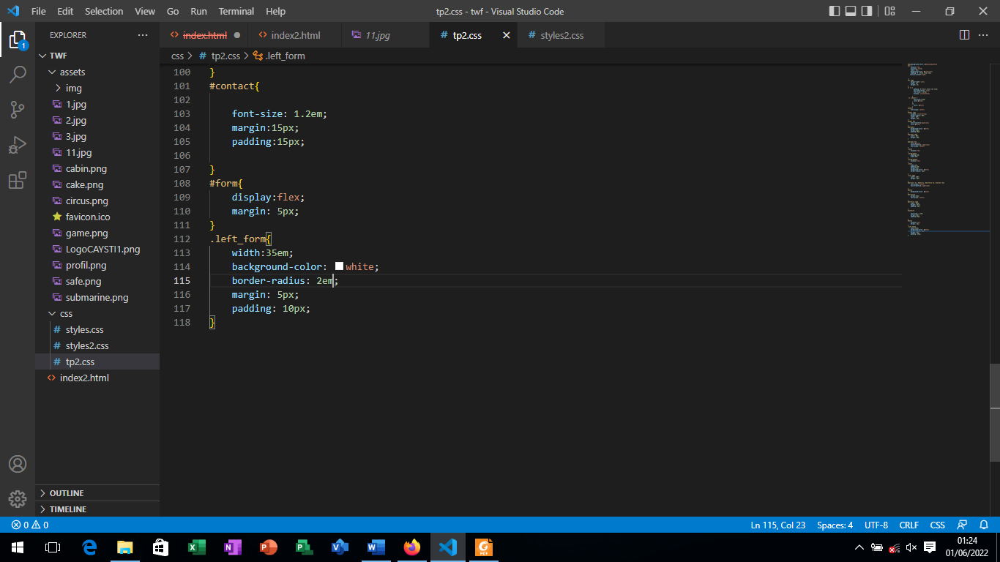 File Edit Selection View Go Run Terminal Help
tp2.css - twf - Visual Studio Code
EXPLORER
index.html
index2.html
11.jpg
# tp2.css
# styles2.css
1
TWF
assets
img
1.jpg
2.jpg
3.jpg
11.jpg
cabin.png
cake.png
circus.png
favicon.ico
game.png
LogoCAYSTI1.png
profil.png
safe.png
submarine.png
css
# styles.css
# styles2.css
# tp2.css
index2.html
OUTLINE
TIMELINE
css > # tp2.css > .left_form
100 }
101 #contact{
102
103 font-size: 1.2em;
104 margin:15px;
105 padding:15px;
106
107 }
108 #form{
109 display:flex;
110 margin: 5px;
111 }
112 .left_form{
113 width:35em;
114 background-color: white;
115 border-radius: 2em;
116 margin: 5px;
117 padding: 10px;
118 }
0 0
Ln 115, Col 23 Spaces: 4 UTF-8 CRLF CSS
01:24
01/06/2022